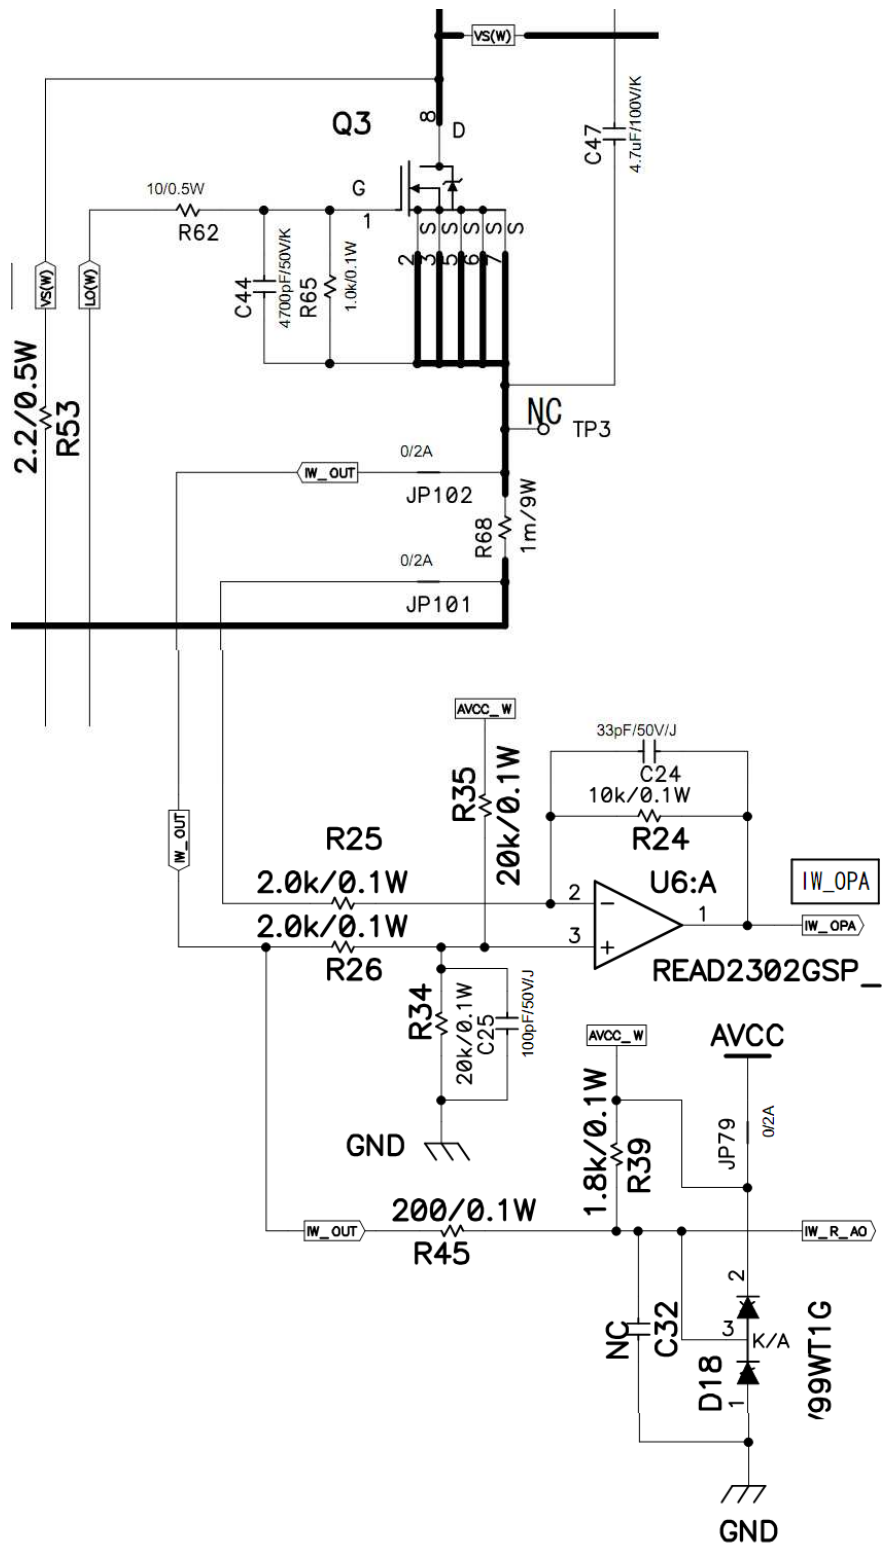 VS(W)
Q3
8
D
C47
4.7uF/100V/K
10/0.5W
G
1
R62
S
S
S
S
S
2
3
5
6
7
VS(W)
LO(W)
C44
4700pF/50V/K
R65
1.0k/0.1W
2.2/0.5W
R53
NC
TP3
0/2A
IW_OUT
JP102
R68
1m/9W
0/2A
JP101
AVCC_W
33pF/50V/J
C24
R35
20k/0.1W
10k/0.1W
R24
IW_OUT
R25
2.0k/0.1W
U6:A
IW_OPA
2
1
IW_OPA
2.0k/0.1W
3
R26
READ2302GSP_
R34
20k/0.1W
C25
100pF/50V/J
AVCC_W
AVCC
JP79
0/2A
GND
1.8k/0.1W
R39
200/0.1W
IW_OUT
R45
IW_R_AO
2
NC
C32
3
K/A
D18
1
V99WT1G
GND